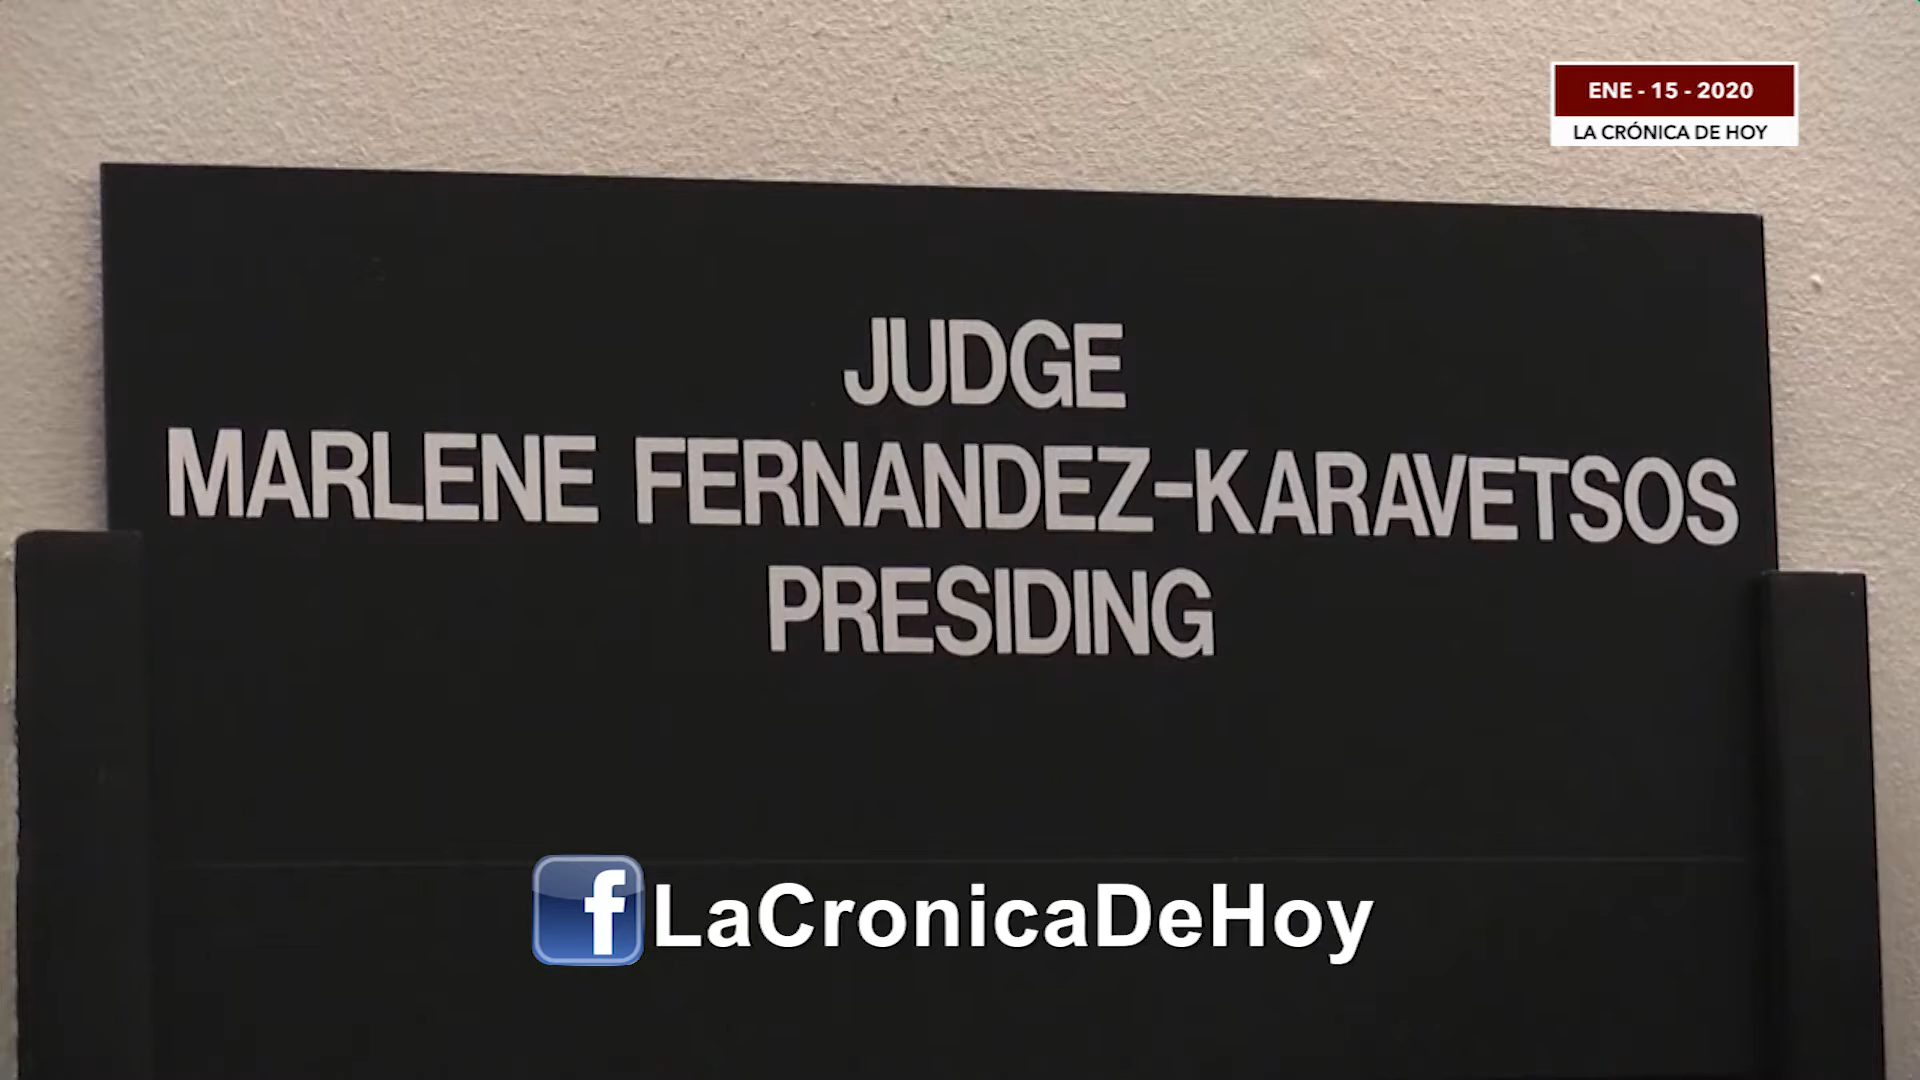 ENE - 15 - 2020
LA CRÓNICA DE HOY
JUDGE
MARLENE FERNANDEZ-KARAVETSOS
PRESIDING
f LaCronicaDeHoy